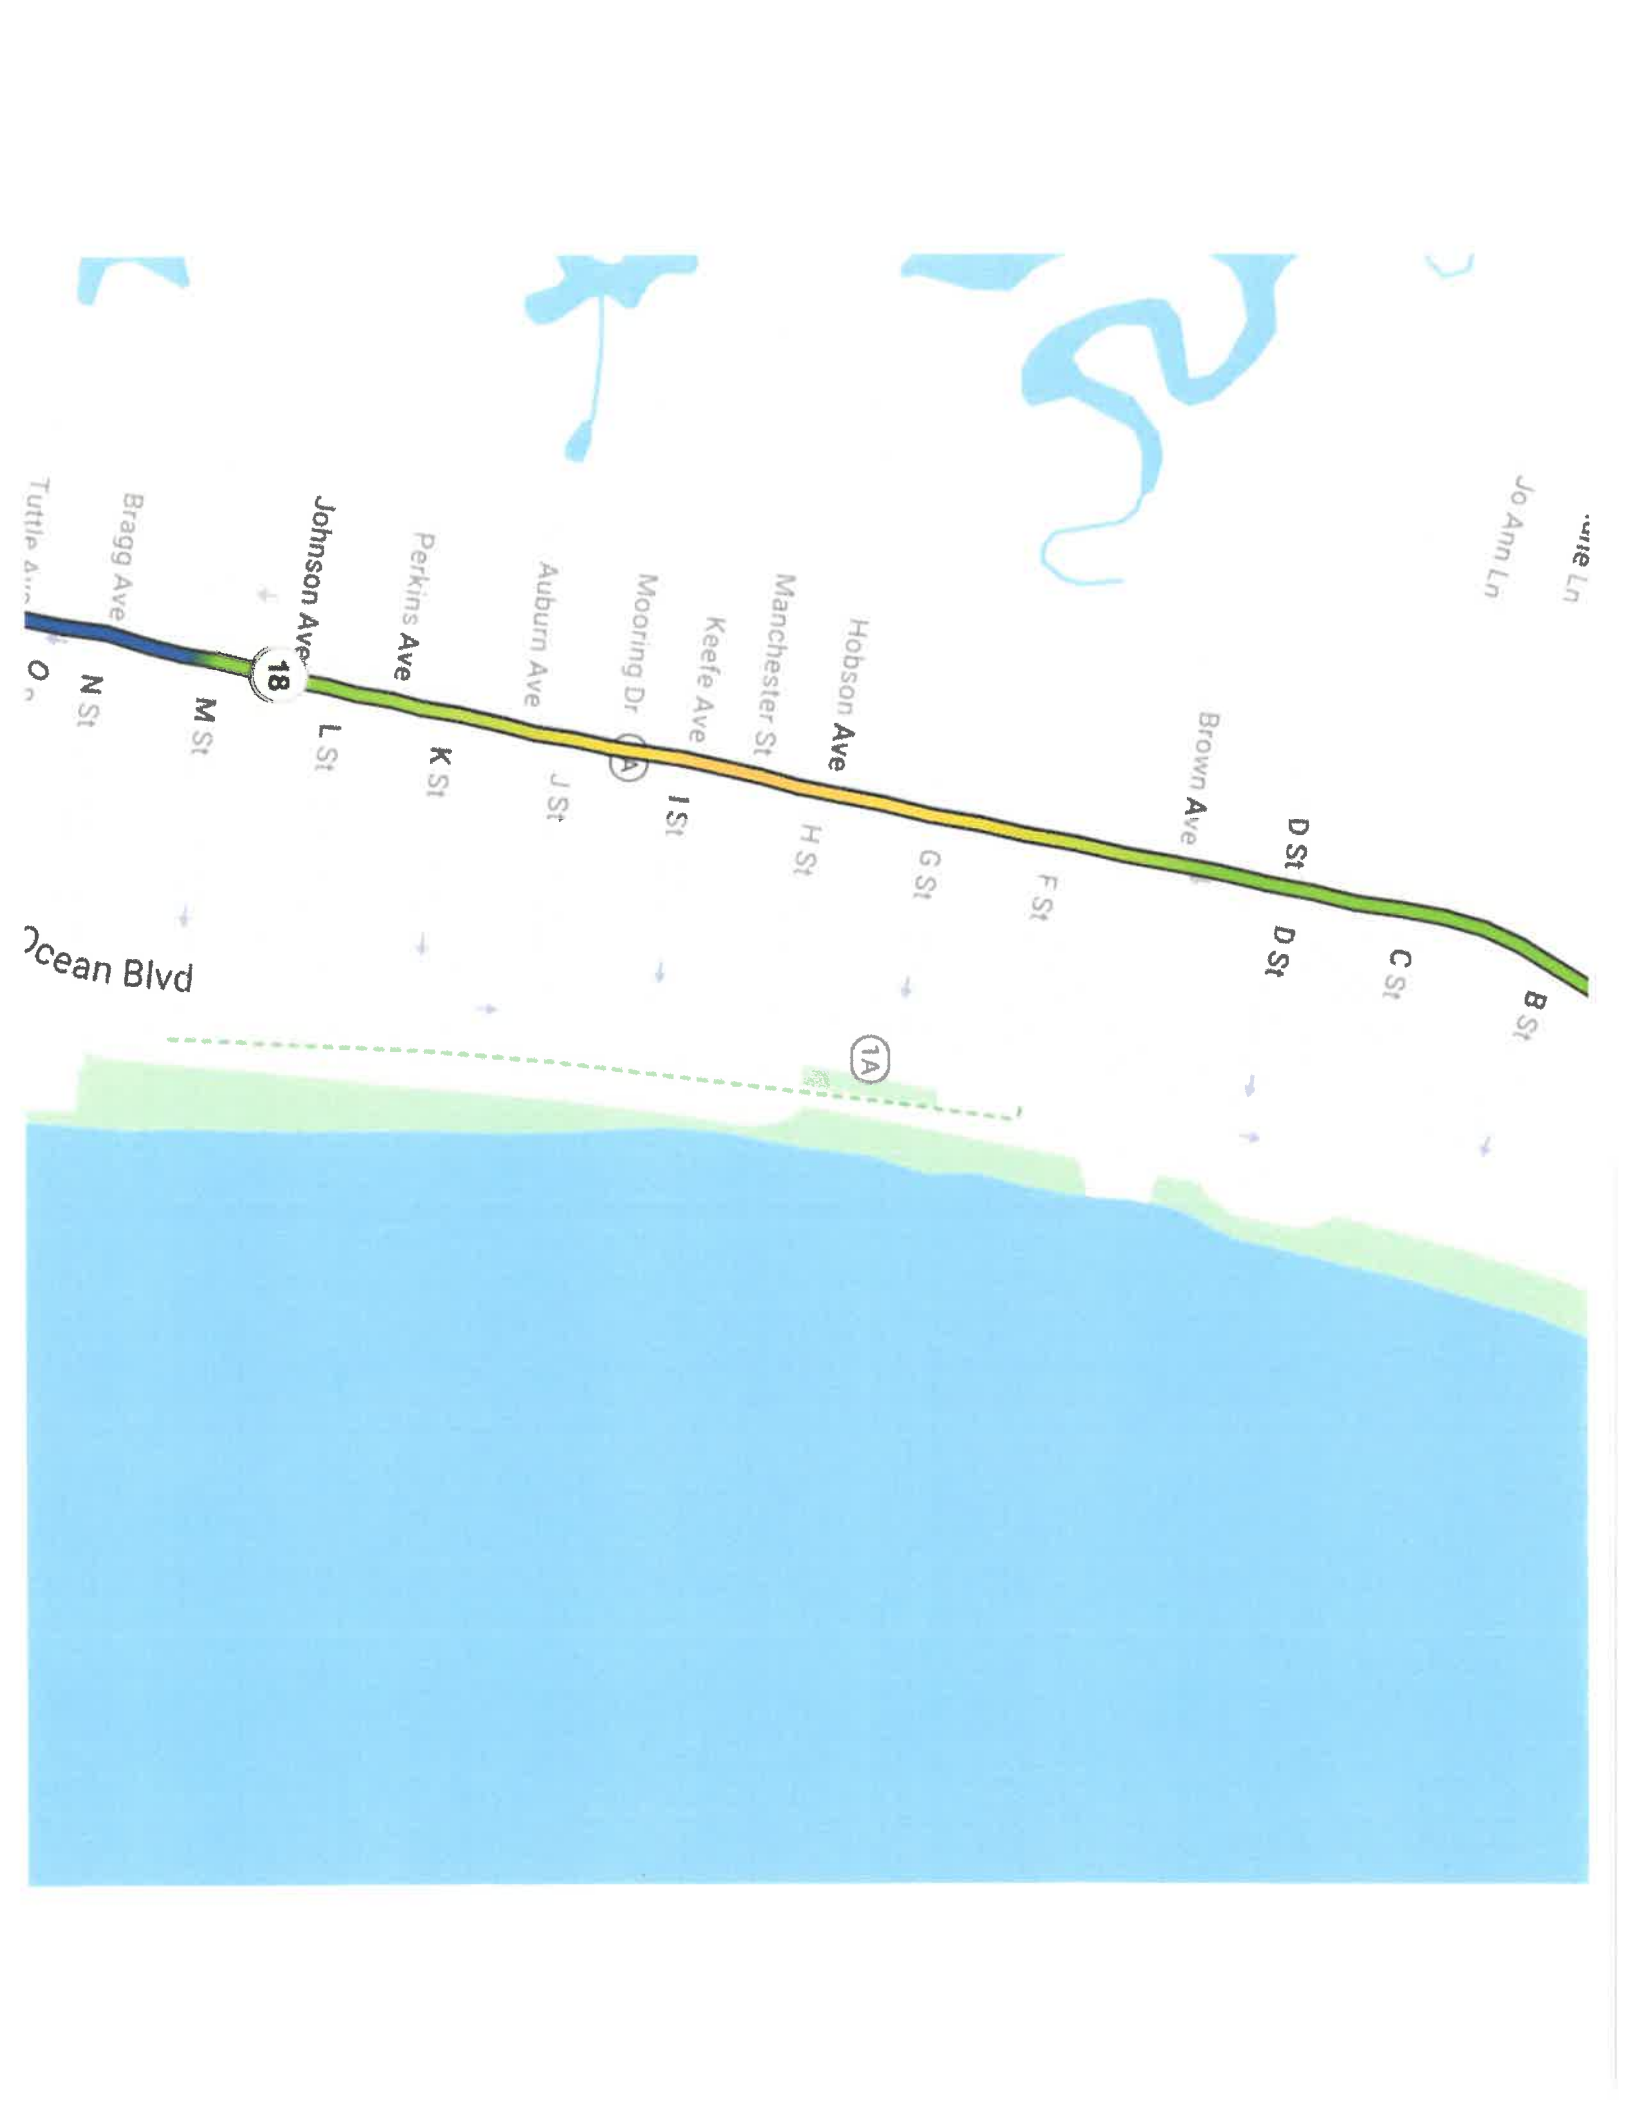 Jo Ann Ln
Ln
Tuttle
Bragg Ave
Johnson Ave
Perkins Ave
Auburn Ave
Mooring Dr
Keefe Ave
Manchester St
Hobson Ave
Brown Ave
D St
18
A
O
N St
M St
L St
K St
J St
I St
H St
G St
F St
D St
C St
B St
Ocean Blvd
1A